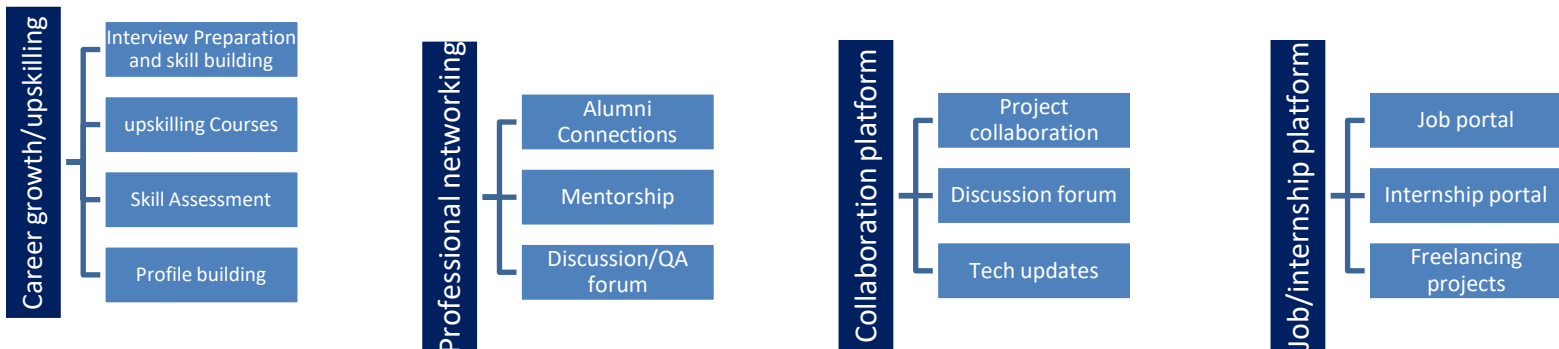 Career growth/upskilling
Interview Preparation
and skill building
upskilling Courses
Skill Assessment
Profile building
Professional networking
Alumni
Connections
Mentorship
Discussion/QA
forum
Collaboration platform
Project
collaboration
Discussion forum
Tech updates
Job/internship platform
Job portal
Internship portal
Freelancing
projects